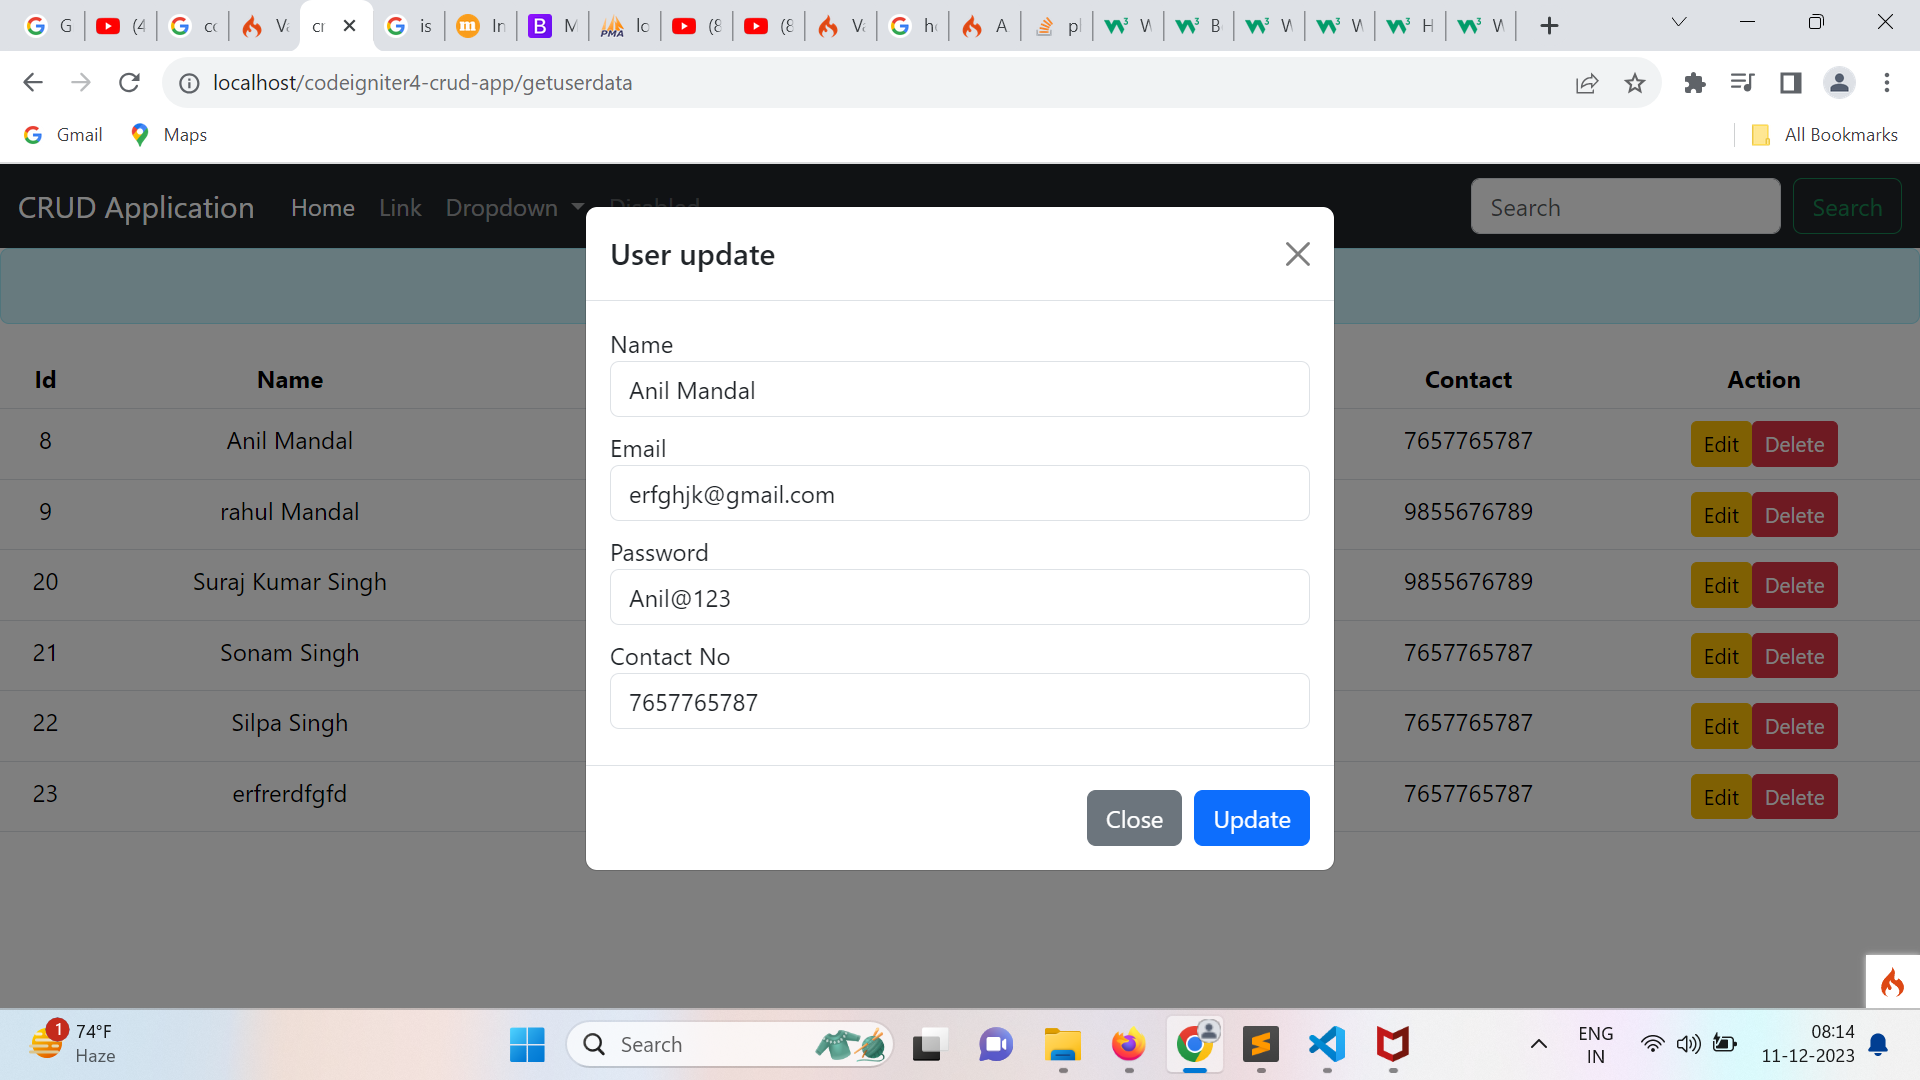 G (4 cc Va cr is In M lo (8 (8 Va he A pl W B W W H W
localhost/codeigniter4-crud-app/getuserdata
Gmail Maps All Bookmarks
CRUD Application Home Link Dropdown Disabled Search Search
User update
Name
Anil Mandal
Email
erfghjk@gmail.com
Password
Anil@123
Contact No
7657765787
Close Update
Id Name Contact Action
8 Anil Mandal 7657765787 Edit Delete
9 rahul Mandal 9855676789 Edit Delete
20 Suraj Kumar Singh 9855676789 Edit Delete
21 Sonam Singh 7657765787 Edit Delete
22 Silpa Singh 7657765787 Edit Delete
23 erfrerdfgfd 7657765787 Edit Delete
1 74°F
Haze
Search
ENG
IN
08:14
11-12-2023